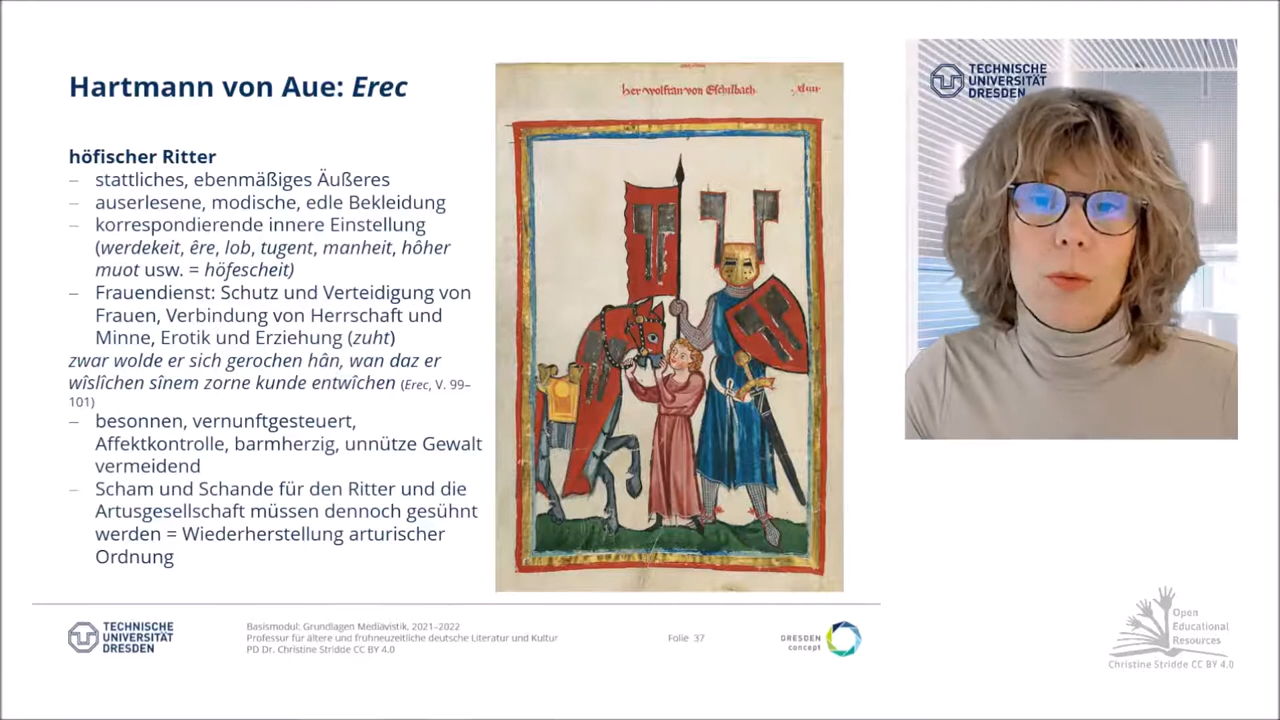 Hartmann von Aue: Erec
höfischer Ritter
– stattliches, ebenmäßiges Äußeres
– auserlesene, modische, edle Bekleidung
– korrespondierende innere Einstellung
(werdekeit, êre, lob, tugent, manheit, hôher
muot usw. = höfescheit)
– Frauendienst: Schutz und Verteidigung von
Frauen, Verbindung von Herrschaft und
Minne, Erotik und Erziehung (zuht)
zwar wolde er sich gerochen hân, wan daz er
wîslîchen sînem zorne kunde entwîchen (Erec, V. 99–
101)
– besonnen, vernunftgesteuert,
Affektkontrolle, barmherzig, unnütze Gewalt
vermeidend
– Scham und Schande für den Ritter und die
Artusgesellschaft müssen dennoch gesühnt
werden = Wiederherstellung arturischer
Ordnung
her wolfran von Eschilbach.
TECHNISCHE
UNIVERSITÄT
DRESDEN
TECHNISCHE
UNIVERSITÄT
DRESDEN
Basismodul: Grundlagen Mediävistik, 2021–2022
Professur für ältere und frühneuzeitliche deutsche Literatur und Kultur
PD Dr. Christine Stridde CC BY 4.0
Folie 37
DRESDEN
concept
Open
Educational
Resources
Christine Stridde CC BY 4.0